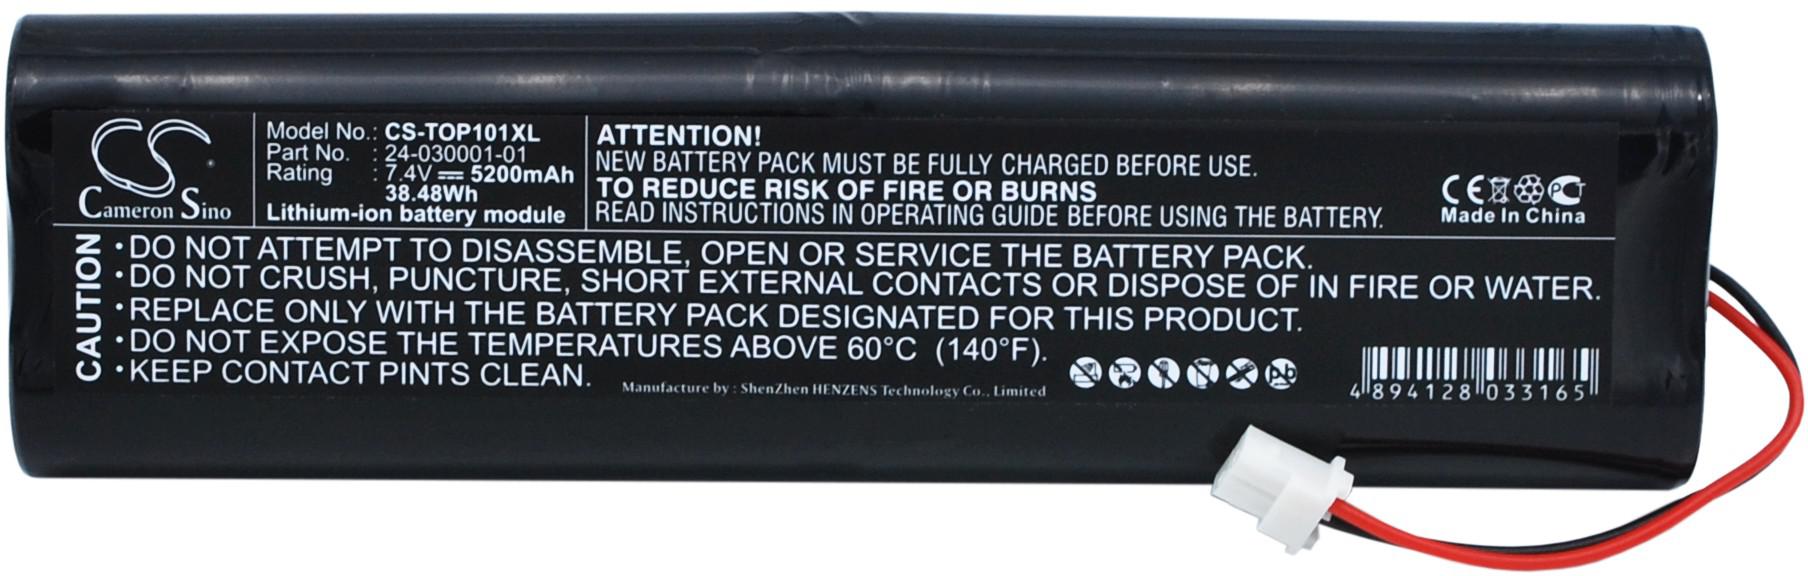 CS
Cameron Sino
Model No.: CS-TOP101XL
Part No. : 24-030001-01
Rating : 7.4V 5200mAh
38.48Wh
Lithium-ion battery module
ATTENTION!
NEW BATTERY PACK MUST BE FULLY CHARGED BEFORE USE.
TO REDUCE RISK OF FIRE OR BURNS
READ INSTRUCTIONS IN OPERATING GUIDE BEFORE USING THE BATTERY.
CE PCT
Made In China
CAUTION
•DO NOT ATTEMPT TO DISASSEMBLE, OPEN OR SERVICE THE BATTERY PACK.
•DO NOT CRUSH, PUNCTURE, SHORT EXTERNAL CONTACTS OR DISPOSE OF IN FIRE OR WATER.
•REPLACE ONLY WITH THE BATTERY PACK DESIGNATED FOR THIS PRODUCT.
•DO NOT EXPOSE THE TEMPERATURES ABOVE 60°C (140°F).
•KEEP CONTACT PINTS CLEAN.
Manufacture by : ShenZhen HENZENS Technology Co., Limited
pb
4 894128 033165